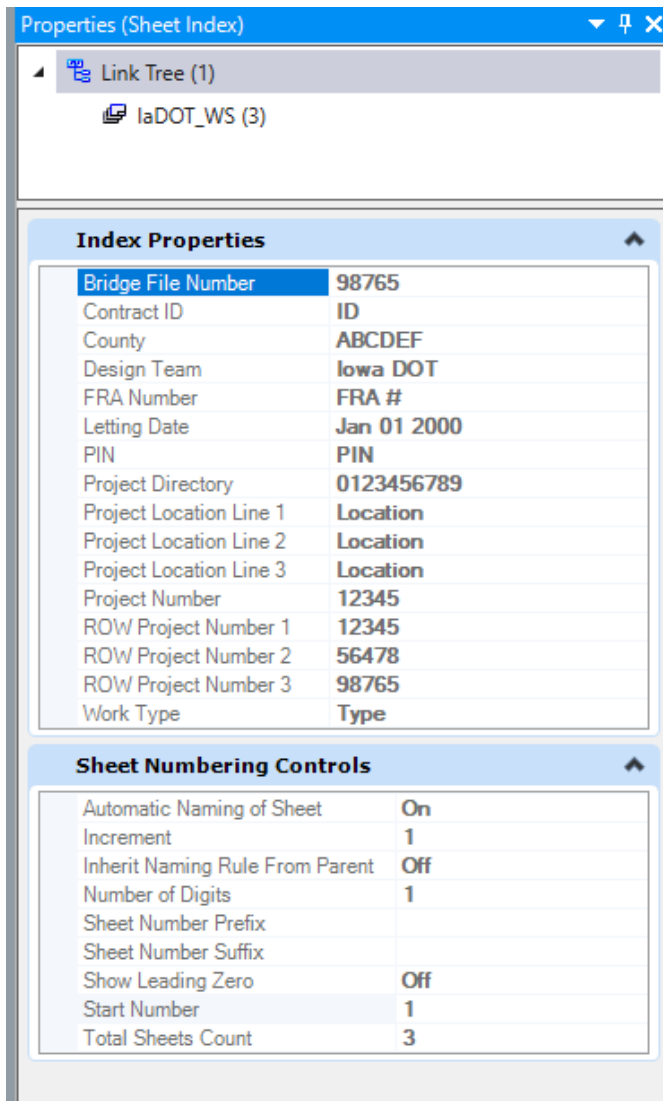 Properties (Sheet Index)
Link Tree (1)
IaDOT_WS (3)
Index Properties
Bridge File Number 98765
Contract ID ID
County ABCDEF
Design Team Iowa DOT
FRA Number FRA #
Letting Date Jan 01 2000
PIN PIN
Project Directory 0123456789
Project Location Line 1 Location
Project Location Line 2 Location
Project Location Line 3 Location
Project Number 12345
ROW Project Number 1 12345
ROW Project Number 2 56478
ROW Project Number 3 98765
Work Type Type
Sheet Numbering Controls
Automatic Naming of Sheet On
Increment 1
Inherit Naming Rule From Parent Off
Number of Digits 1
Sheet Number Prefix
Sheet Number Suffix
Show Leading Zero Off
Start Number 1
Total Sheets Count 3